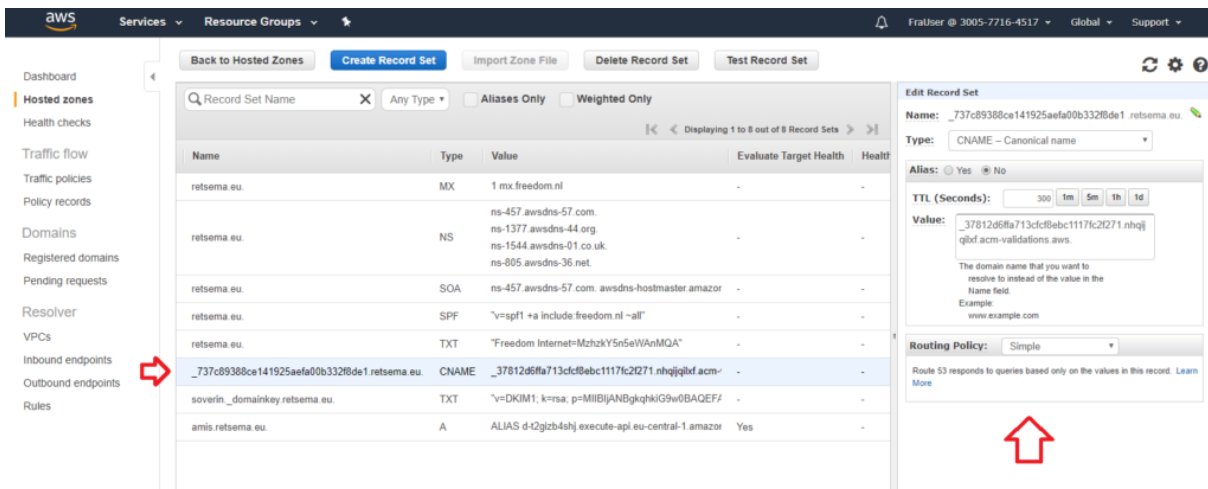 aws
Services
Resource Groups
FraUser @ 3005-7716-4517
Global
Support
Dashboard
Hosted zones
Health checks
Traffic flow
Traffic policies
Policy records
Domains
Registered domains
Pending requests
Resolver
VPCs
Inbound endpoints
Outbound endpoints
Rules
Back to Hosted Zones
Create Record Set
Import Zone File
Delete Record Set
Test Record Set
Record Set Name
Any Type
Aliases Only
Weighted Only
Displaying 1 to 8 out of 8 Record Sets
Name Type Value Evaluate Target Health Health
retsema.eu. MX 1 mx.freedom.nl - -
retsema.eu. NS ns-457.awsdns-57.com.
ns-1377.awsdns-44.org.
ns-1544.awsdns-01.co.uk.
ns-805.awsdns-36.net.
- -
retsema.eu. SOA ns-457.awsdns-57.com. awsdns-hostmaster.amazor - -
retsema.eu. SPF "v=spf1 +a include:freedom.nl ~all" - -
retsema.eu. TXT "Freedom Internet=MzhzkY5n5eWAnMQA" - -
_737c89388ce141925aefa00b332f8de1.retsema.eu. CNAME _37812d6ffa713cfcf8ebc1117fc2f271.nhqijqilxf.acm- - -
soverin._domainkey.retsema.eu. TXT "v=DKIM1; k=rsa; p=MIIBIjANBgkqhkiG9w0BAQEFA - -
amis.retsema.eu. A ALIAS d-t2gizb4shj.execute-api.eu-central-1.amazor Yes -
Edit Record Set
Name: _737c89388ce141925aefa00b332f8de1 .retsema.eu.
Type: CNAME – Canonical name
Alias: Yes No
TTL (Seconds): 300 1m 5m 1h 1d
Value: _37812d6ffa713cfcf8ebc1117fc2f271.nhqij
qilxf.acm-validations.aws.
The domain name that you want to
resolve to instead of the value in the
Name field.
Example:
www.example.com
Routing Policy: Simple
Route 53 responds to queries based only on the values in this record. Learn
More